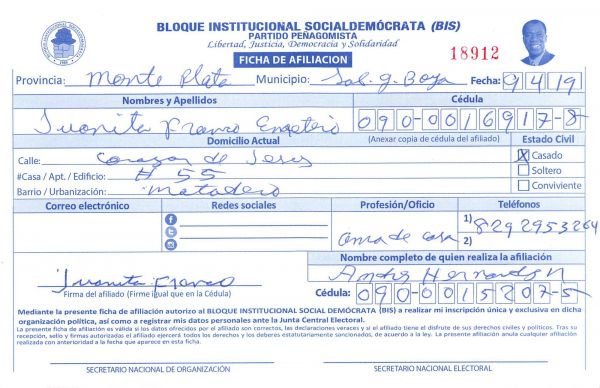 BLOQUE INSTITUCIONAL SOCIALDEMÓCRATA (BIS)
PARTIDO PEÑAGOMISTA
Libertad, Justicia, Democracia y Solidaridad
FICHA DE AFILIACION
18912
Provincia: Monte Plata Municipio: Sab. g. Boya Fecha: 9/4/19
Nombres y Apellidos Cédula
Juanita Franco 090-0016917-8
Domicilio Actual (Anexar copia de cédula del afiliado) Estado Civil
Calle: Corazon de Jesus X Casado
#Casa / Apt. / Edificio: # 55 Soltero
Barrio / Urbanización: Matadero Conviviente
Correo electrónico Redes sociales Profesión/Oficio Teléfonos
ama de casa 1) 8292953264
2)
Nombre completo de quien realiza la afiliación
Juanita Franco
Firma del afiliado (Firme igual que en la Cédula) Cédula: 090-0015207-5
Mediante la presente ficha de afiliación autorizo al BLOQUE INSTITUCIONAL SOCIAL DEMÓCRATA (BIS) a realizar mi inscripción única y exclusiva en dicha
organización política, así como a registrar mis datos personales ante la Junta Central Electoral.
La presente ficha de afiliación es válida si los datos ofrecidos por el afiliado son correctos, las declaraciones veraces y si el afiliado tiene el disfrute de sus derechos civiles y políticos. Tras su
recepción, sello y firmas autorizadas el afiliado ejercerá todos los derechos y los deberes estatutariamente sancionados, de acuerdo a la ley. La presente afiliación anula cualquier afiliación
realizada con anterioridad a la fecha que aparece en esta ficha.
SECRETARIO NACIONAL DE ORGANIZACIÓN SECRETARIO NACIONAL ELECTORAL